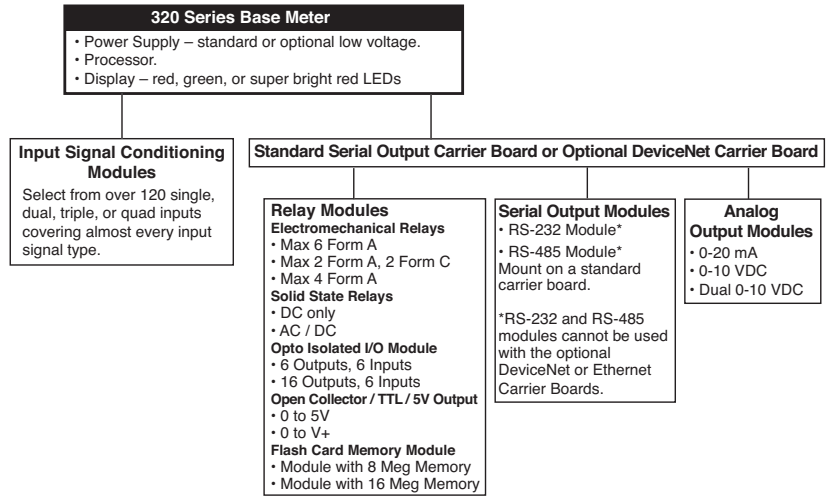 320 Series Base Meter
• Power Supply – standard or optional low voltage.
• Processor.
• Display – red, green, or super bright red LEDs
Input Signal Conditioning
Modules
Select from over 120 single,
dual, triple, or quad inputs
covering almost every input
signal type.
Standard Serial Output Carrier Board or Optional DeviceNet Carrier Board
Relay Modules
Electromechanical Relays
• Max 6 Form A
• Max 2 Form A, 2 Form C
• Max 4 Form A
Solid State Relays
• DC only
• AC / DC
Opto Isolated I/O Module
• 6 Outputs, 6 Inputs
• 16 Outputs, 6 Inputs
Open Collector / TTL / 5V Output
• 0 to 5V
• 0 to V+
Flash Card Memory Module
• Module with 8 Meg Memory
• Module with 16 Meg Memory
Serial Output Modules
• RS-232 Module*
• RS-485 Module*
Mount on a standard
carrier board.
*RS-232 and RS-485
modules cannot be used
with the optional
DeviceNet or Ethernet
Carrier Boards.
Analog
Output Modules
• 0-20 mA
• 0-10 VDC
• Dual 0-10 VDC